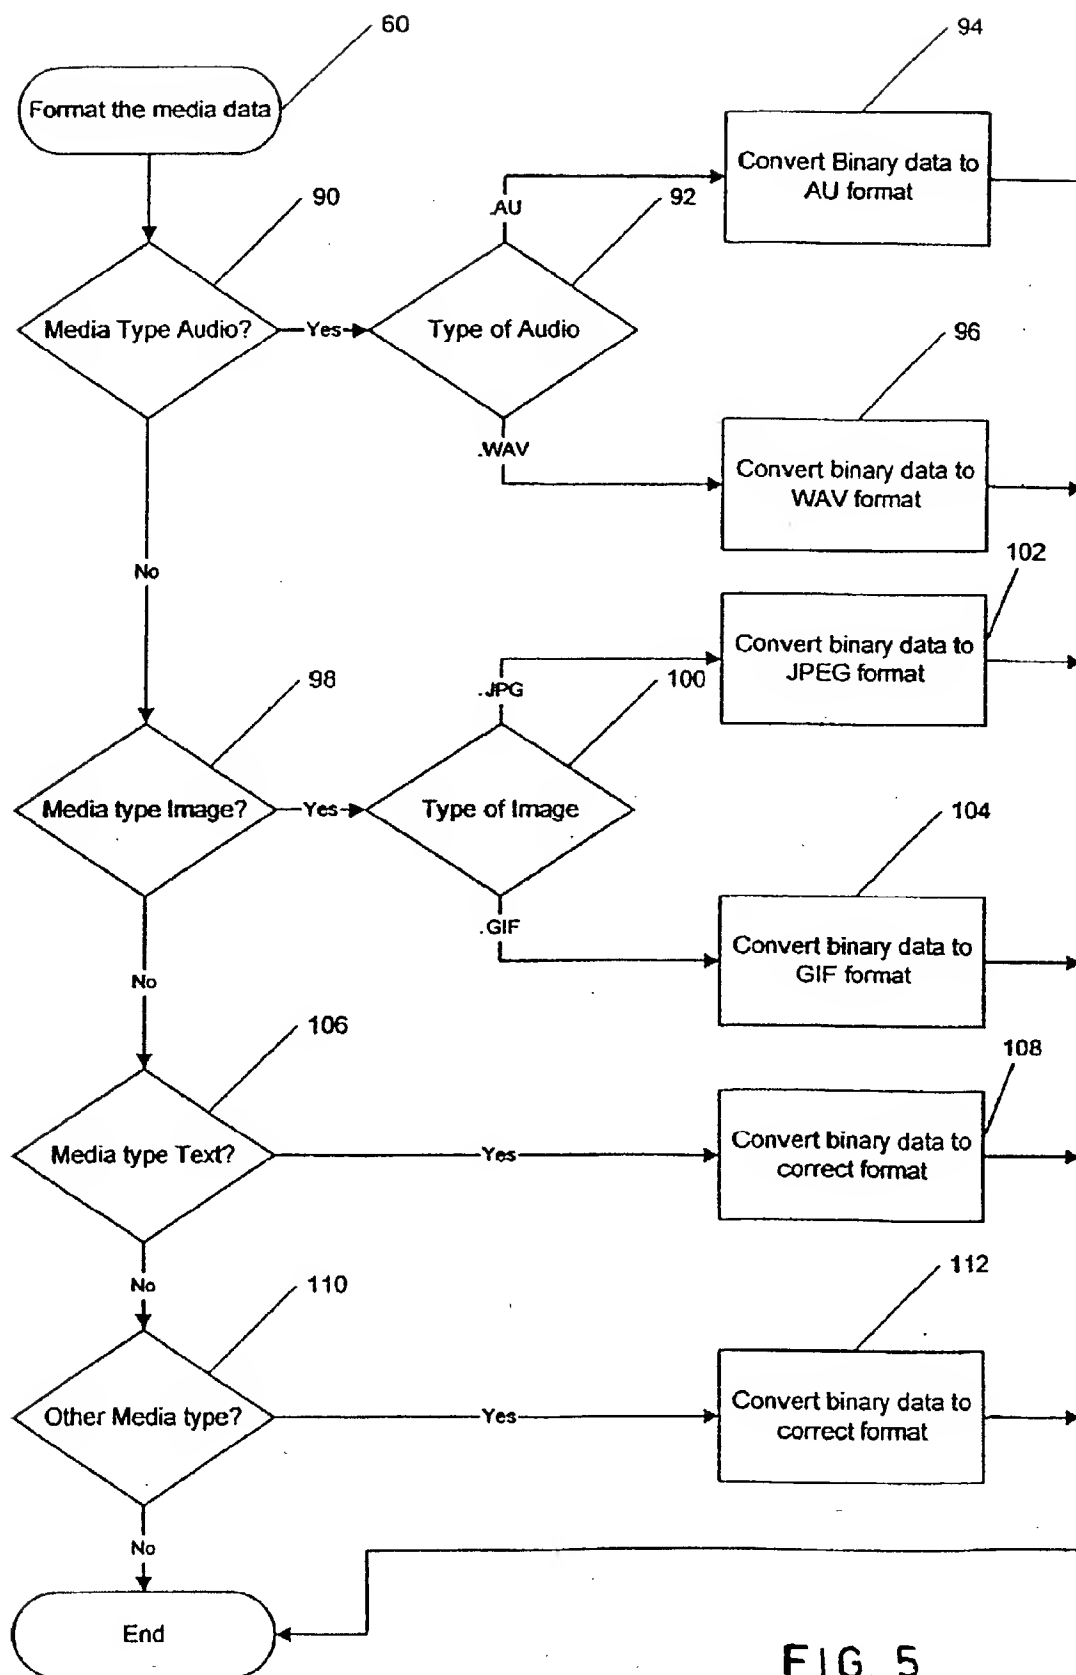 60
94
Format the media data
Convert Binary data to
AU format
90
.AU
92
Media Type Audio?
Yes
Type of Audio
96
.WAV
Convert binary data to
WAV format
No
102
Convert binary data to
JPEG format
98
.JPG
100
Media type Image?
Yes
Type of Image
104
.GIF
Convert binary data to
GIF format
No
106
108
Media type Text?
Yes
Convert binary data to
correct format
No
110
112
Other Media type?
Yes
Convert binary data to
correct format
No
End
FIG. 5